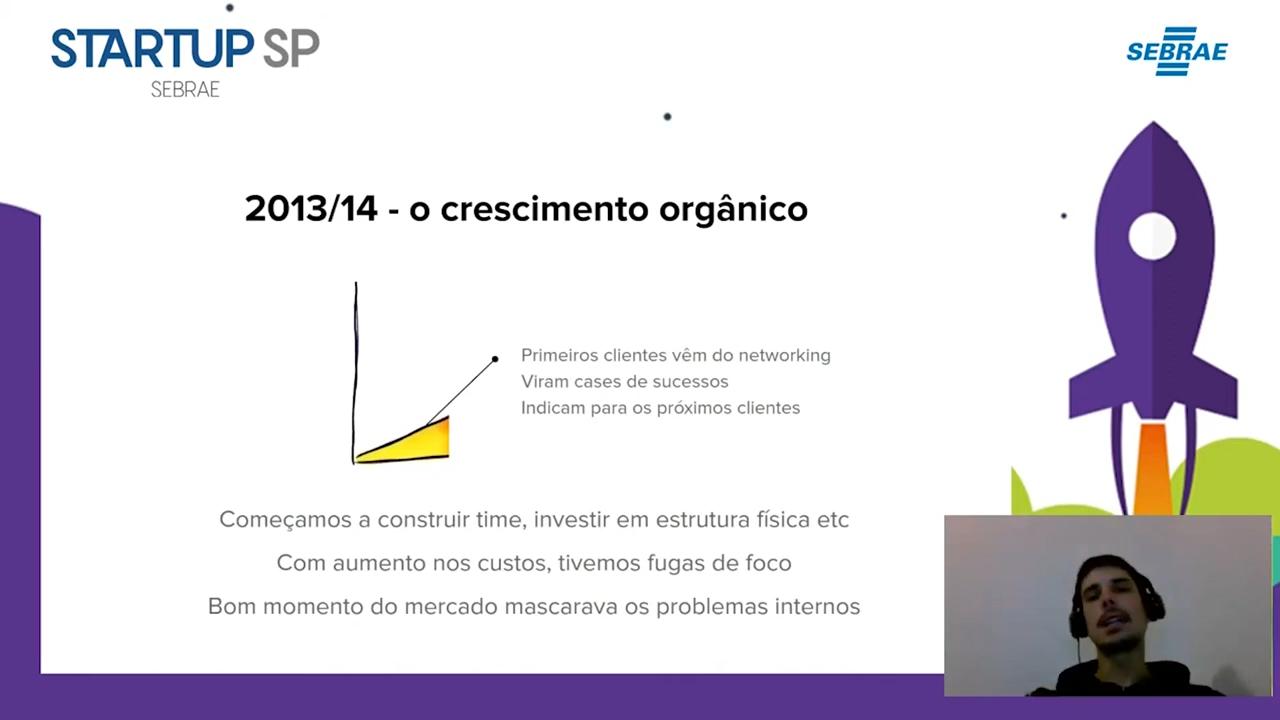 STARTUP SP
SEBRAE
SEBRAE
2013/14 - o crescimento orgânico
Primeiros clientes vêm do networking
Viram cases de sucessos
Indicam para os próximos clientes
Começamos a construir time, investir em estrutura física etc
Com aumento nos custos, tivemos fugas de foco
Bom momento do mercado mascarava os problemas internos